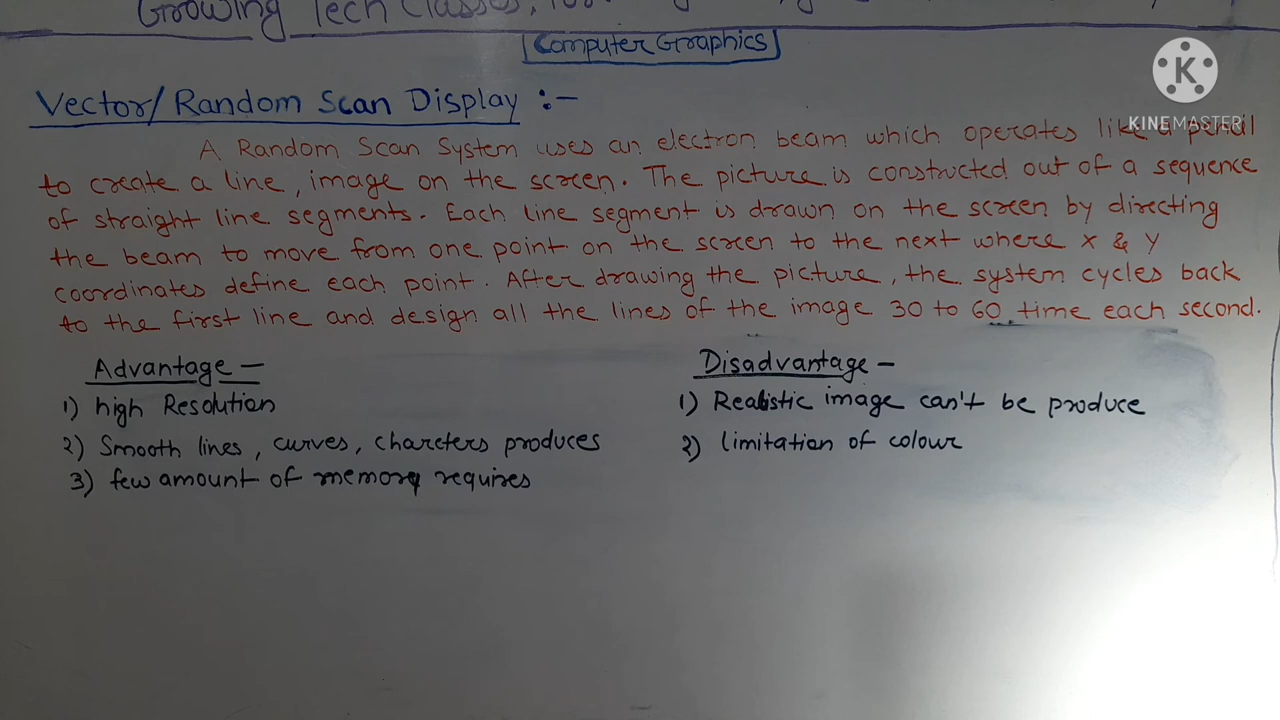 Growing Tech Classes,
Computer Graphics
K
KINEMASTER
Vector/Random Scan Display :-
A Random Scan System uses an electron beam which operates like a pencil
to create a line, image on the screen. The picture is constructed out of a sequence
of straight line segments. Each line segment is drawn on the screen by directing
the beam to move from one point on the screen to the next where x & y
coordinates define each point. After drawing the picture, the system cycles back
to the first line and design all the lines of the image 30 to 60 time each second.
Advantage -
1) high Resolution
2) Smooth lines, curves, charcters produces
3) few amount of memory requires
Disadvantage -
1) Realistic image can't be produce
2) limitation of colour